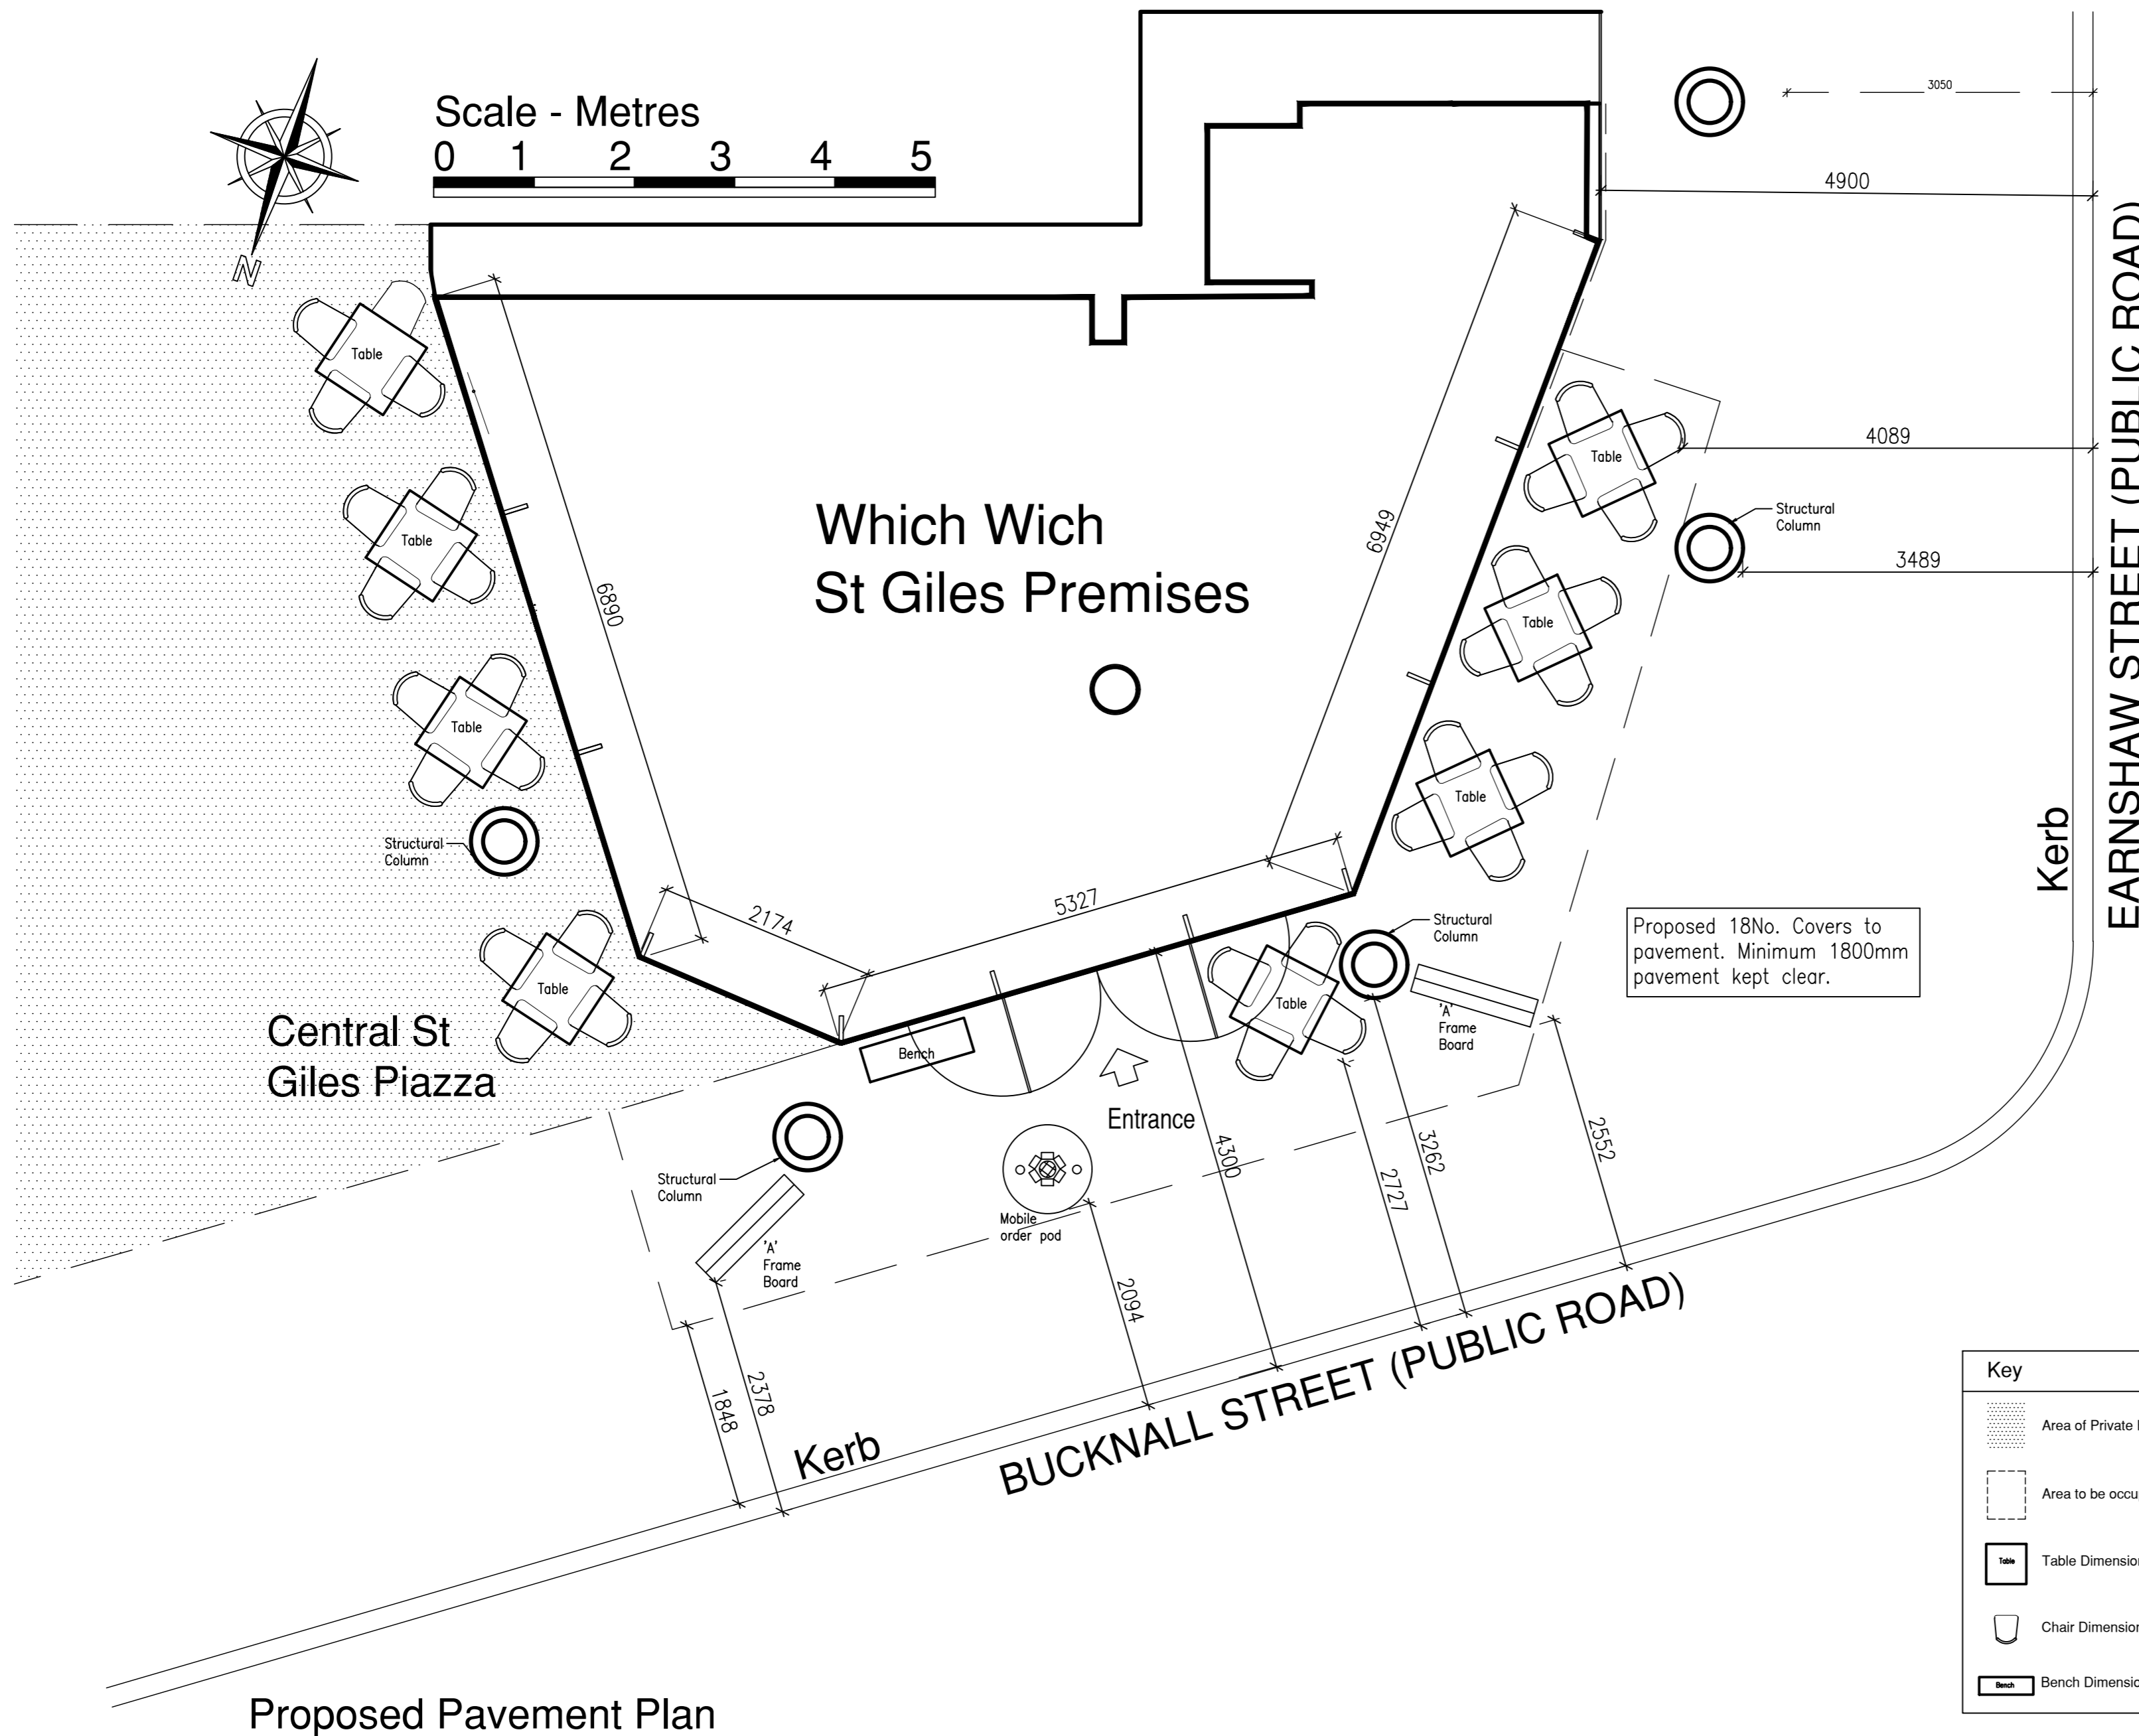 Scale - Metres
0 1 2 3 4 5
N
3050
4900
EARNSHAW STREET (PUBLIC ROAD)
Table
Table
Table
Table
Which Wich
St Giles Premises
6890
6949
Table
Table
Table
Table
4089
Structural
Column
3489
Kerb
Structural
Column
2174
5327
Structural
Column
Proposed 18No. Covers to
pavement. Minimum 1800mm
pavement kept clear.
'A'
Frame
Board
Central St
Giles Piazza
Bench
Entrance
Structural
Column
Mobile
order pod
'A'
Frame
Board
4300
2727
3262
2552
2094
1848
2378
Kerb
BUCKNALL STREET (PUBLIC ROAD)
Key
Area of Private
Area to be
Table
Table
Chair
Bench
Bench
Proposed Pavement Plan